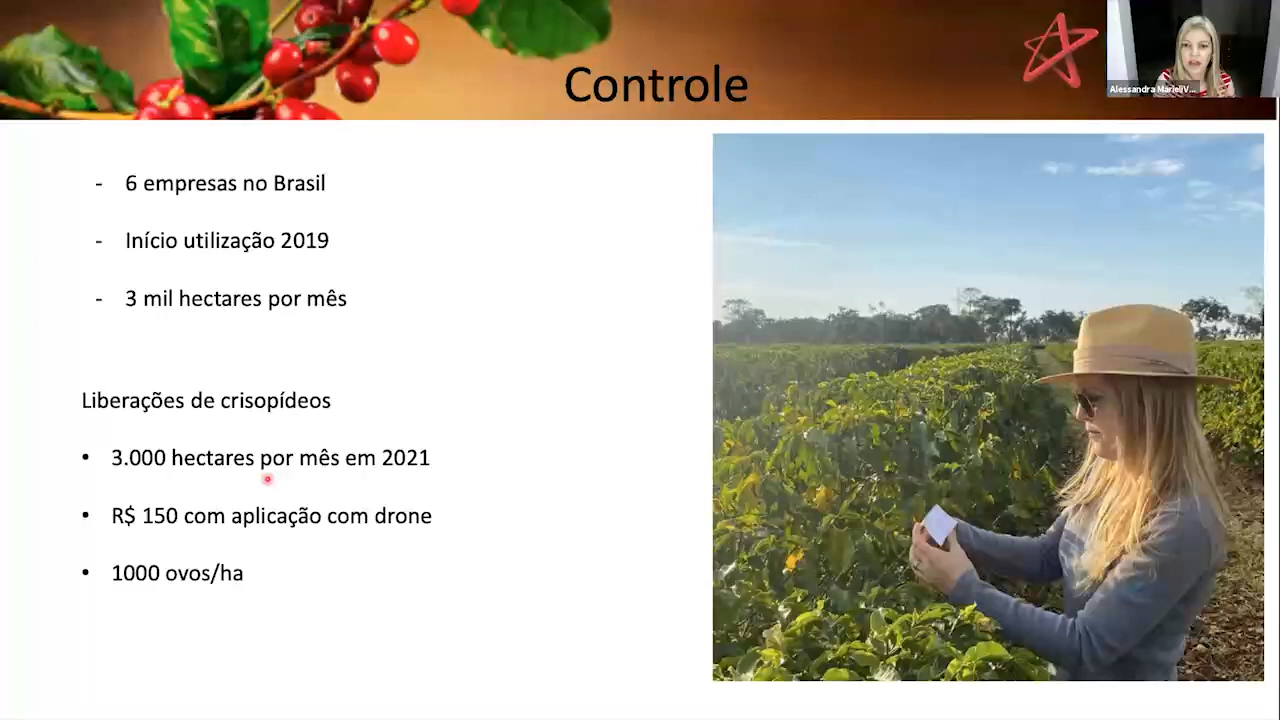 Controle
Alessandra MarieliV...
- 6 empresas no Brasil
- Início utilização 2019
- 3 mil hectares por mês
Liberações de crisopídeos
• 3.000 hectares por mês em 2021
• R$ 150 com aplicação com drone
• 1000 ovos/ha